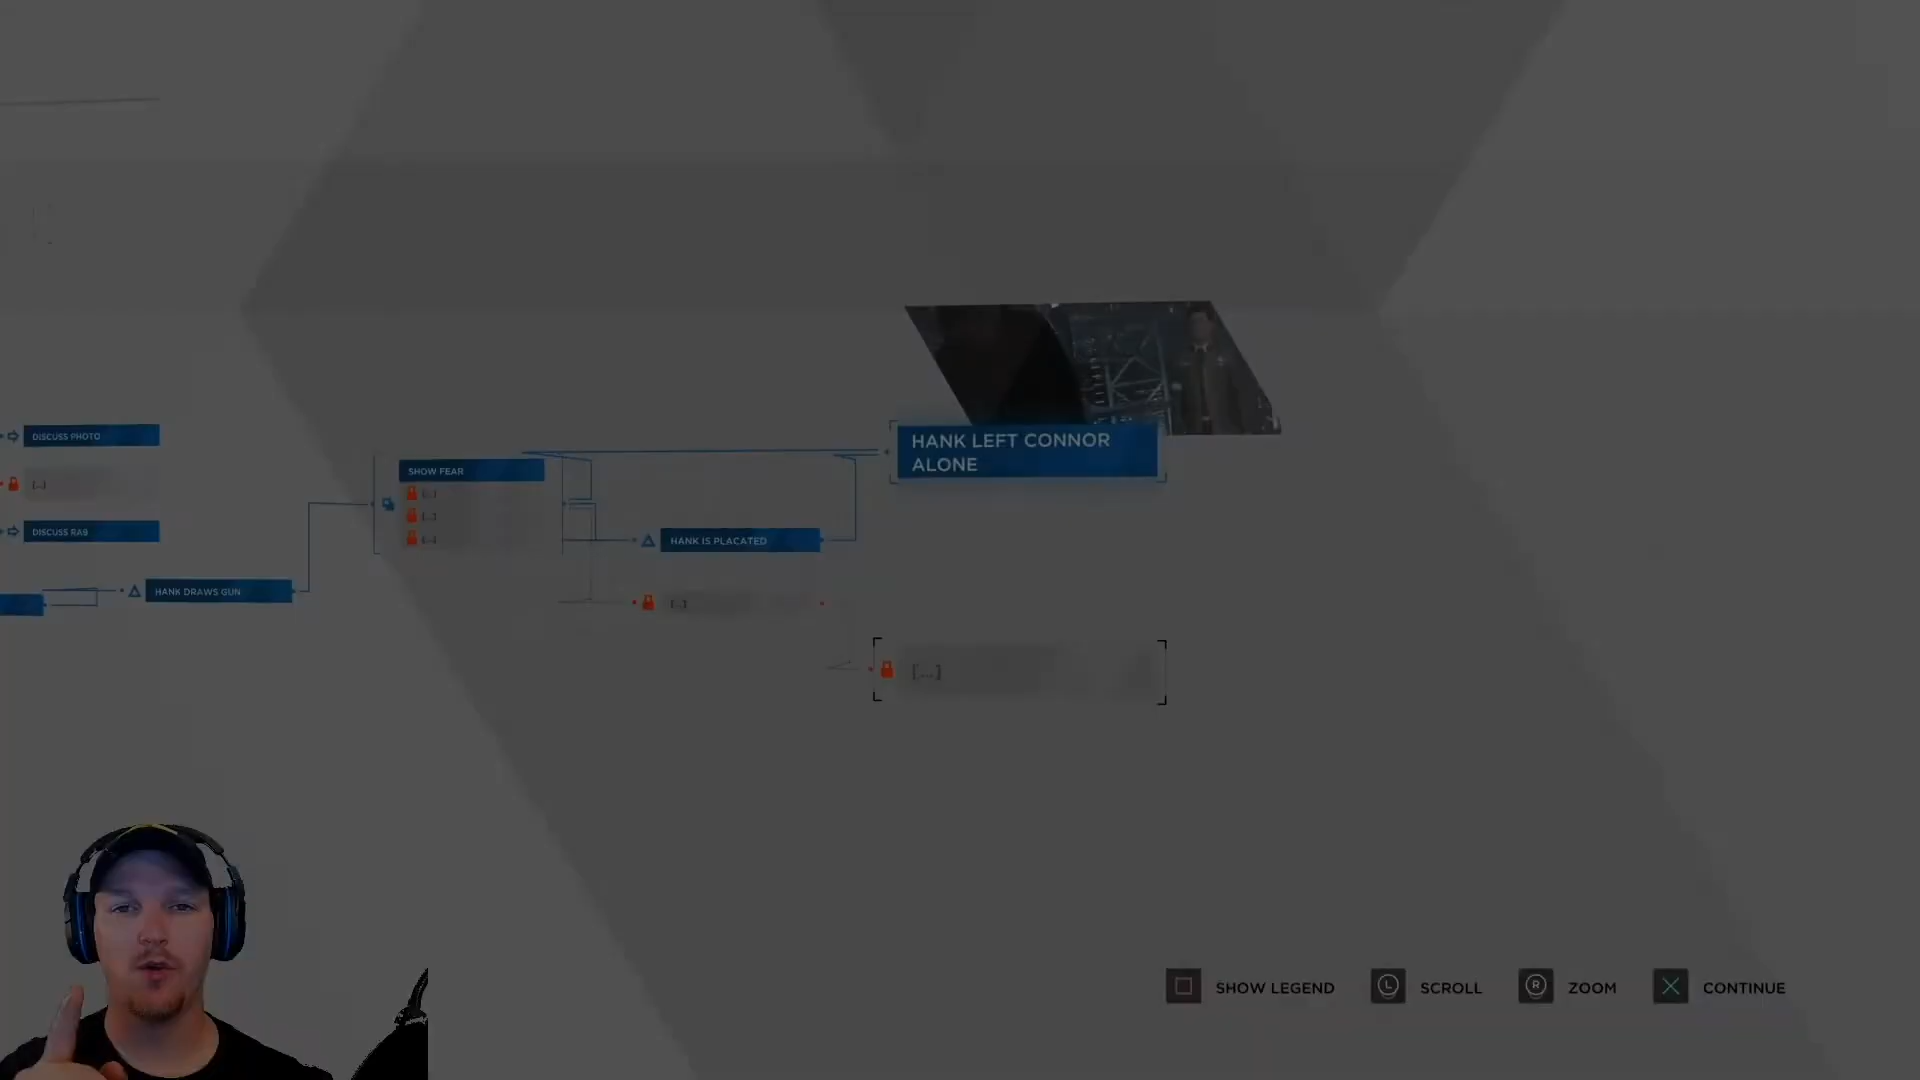 HANK LEFT CONNOR
ALONE
DISCUSS PHOTO
SHOW FEAR
[...]
[...]
[...]
[...]
DISCUSS RA9
HANK IS PLACATED
HANK DRAWS GUN
[...]
[...]
SHOW LEGEND
L
SCROLL
R
ZOOM
CONTINUE